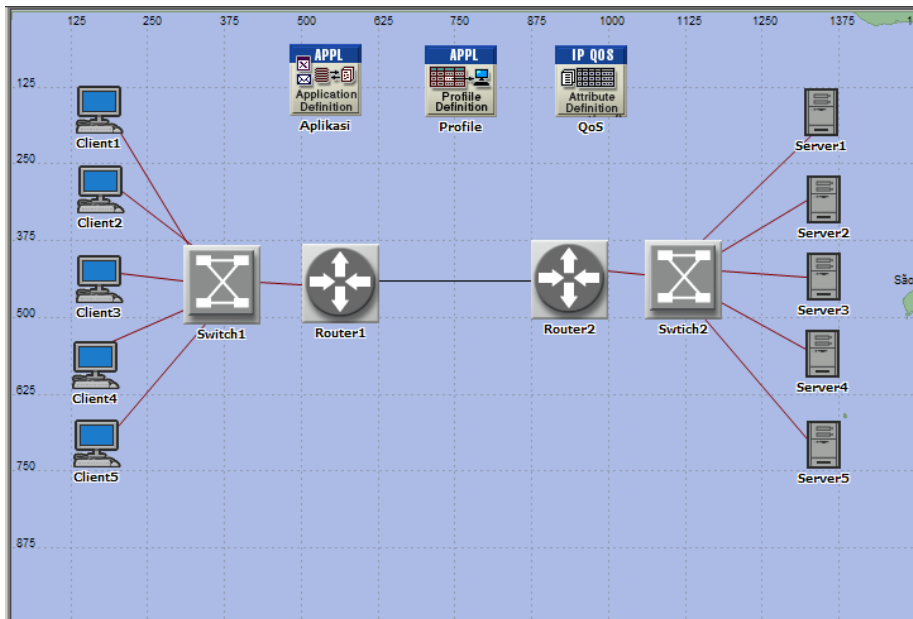 125 250 375 500 625 750 875 1000 1125 1250 1375
APPL
Application
Definition
Aplikasi
APPL
Profiile
Definition
Profile
IP QOS
Attribute
Definition
QoS
125
Client1
Server1
250
Client2
Server2
375
Client3
Switch1
Router1
Router2
Swtich2
Server3
São
500
Client4
Server4
625
Client5
Server5
750
875